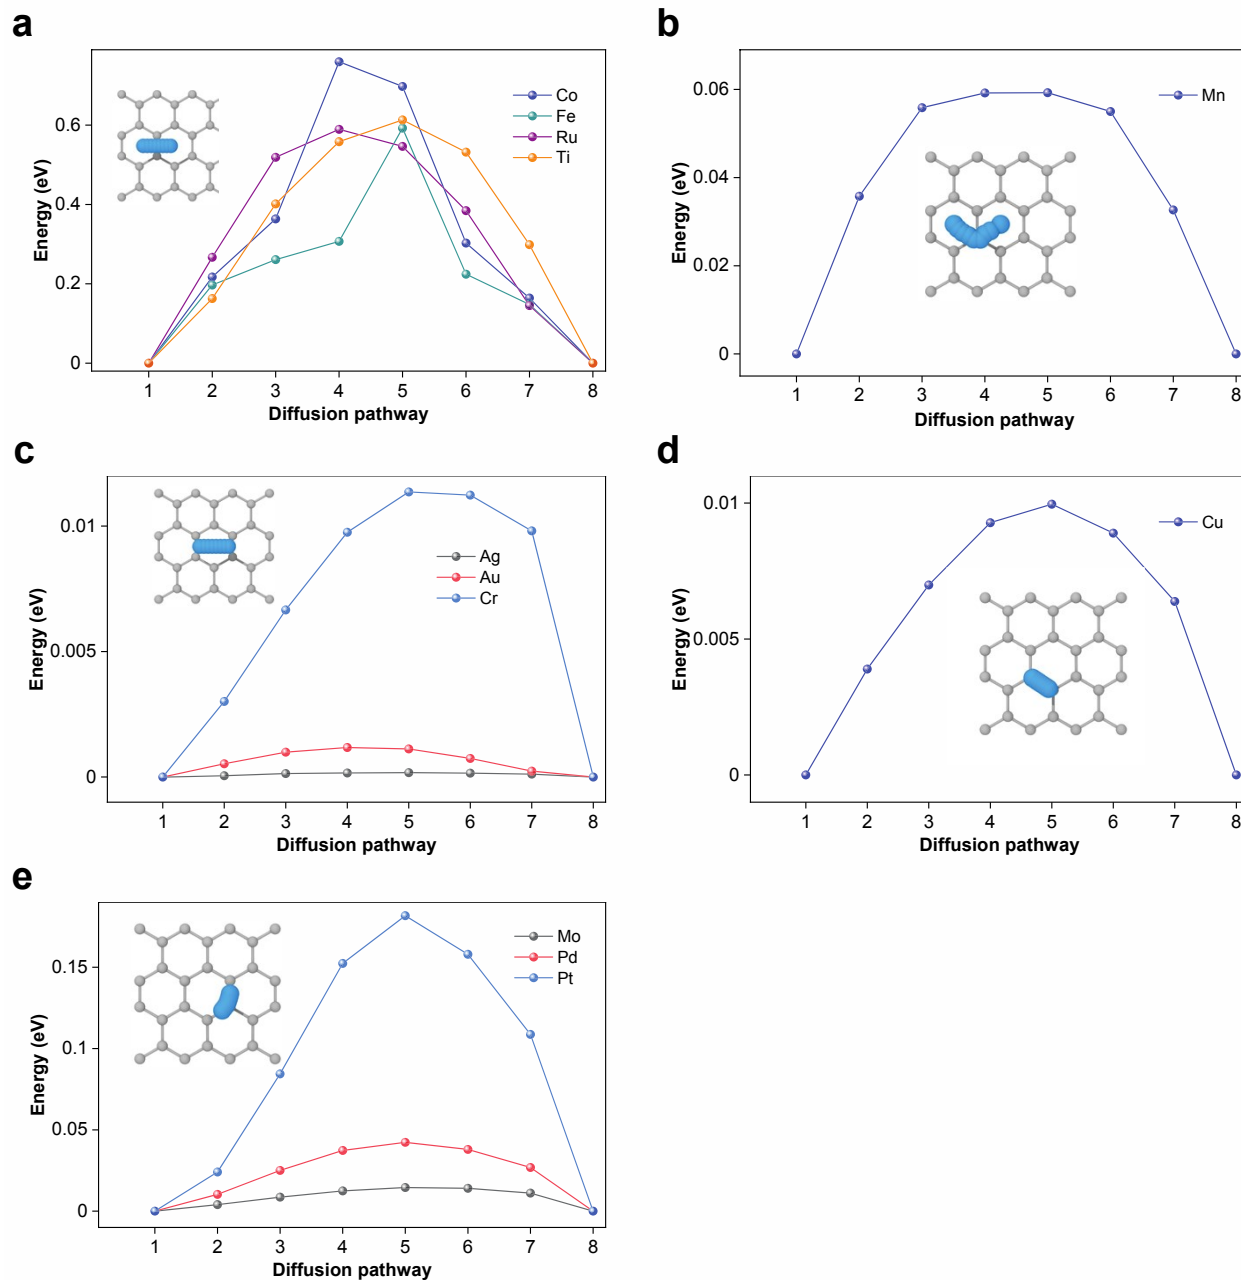 a
Energy (eV)
0.6
0.4
0.2
0
1 2 3 4 5 6 7 8
Diffusion pathway
Co
Fe
Ru
Ti
b
Energy (eV)
0.06
0.04
0.02
0
1 2 3 4 5 6 7 8
Diffusion pathway
Mn
c
Energy (eV)
0.01
0.005
0
1 2 3 4 5 6 7 8
Diffusion pathway
Ag
Au
Cr
d
Energy (eV)
0.01
0.005
0
1 2 3 4 5 6 7 8
Diffusion pathway
Cu
e
Energy (eV)
0.15
0.1
0.05
0
1 2 3 4 5 6 7 8
Diffusion pathway
Mo
Pd
Pt